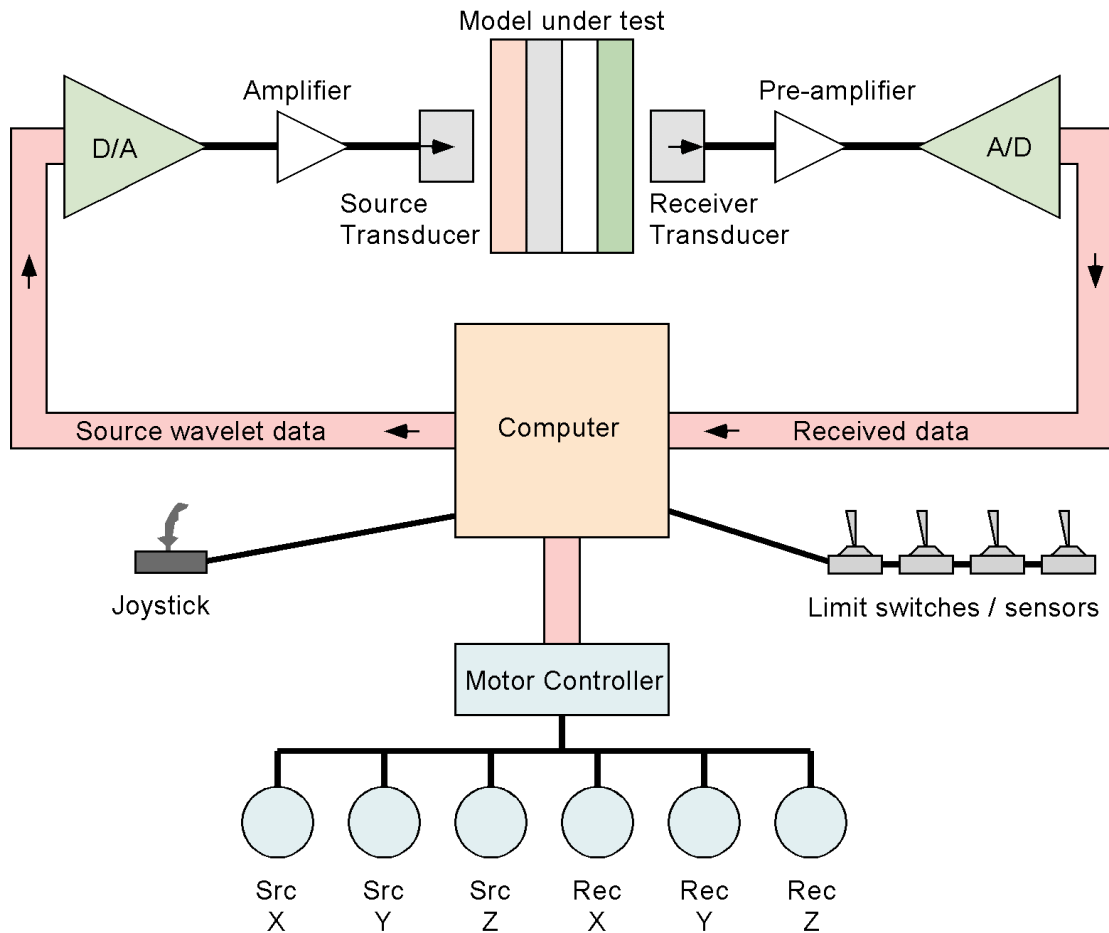 Model under test
Amplifier
Pre-amplifier
D/A
A/D
Source
Transducer
Receiver
Transducer
Computer
Source wavelet data
Received data
Joystick
Limit switches / sensors
Motor Controller
Src
X
Src
Y
Src
Z
Rec
X
Rec
Y
Rec
Z